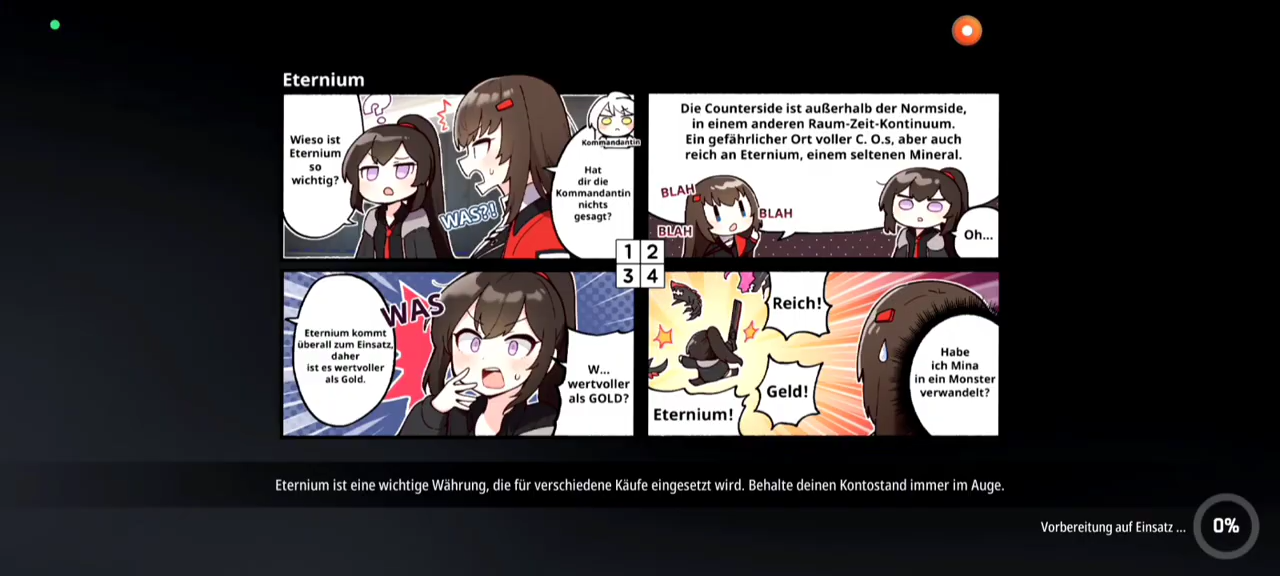 Eternium
Wieso ist
Eternium
so
wichtig?
?
WAS?!
Kommandantin
Hat
dir die
Kommandantin
nichts
gesagt?
Die Counterside ist außerhalb der Normside,
in einem anderen Raum-Zeit-Kontinuum.
Ein gefährlicher Ort voller C. O.s, aber auch
reich an Eternium, einem seltenen Mineral.
BLAH
BLAH
BLAH
Oh...
1 2
3 4
Eternium kommt
überall zum Einsatz,
daher
ist es wertvoller
als Gold.
WAS
W...
wertvoller
als GOLD?
Reich!
Geld!
Eternium!
Habe
ich Mina
in ein Monster
verwandelt?
Eternium ist eine wichtige Währung, die für verschiedene Käufe eingesetzt wird. Behalte deinen Kontostand immer im Auge.
Vorbereitung auf Einsatz ...
0%